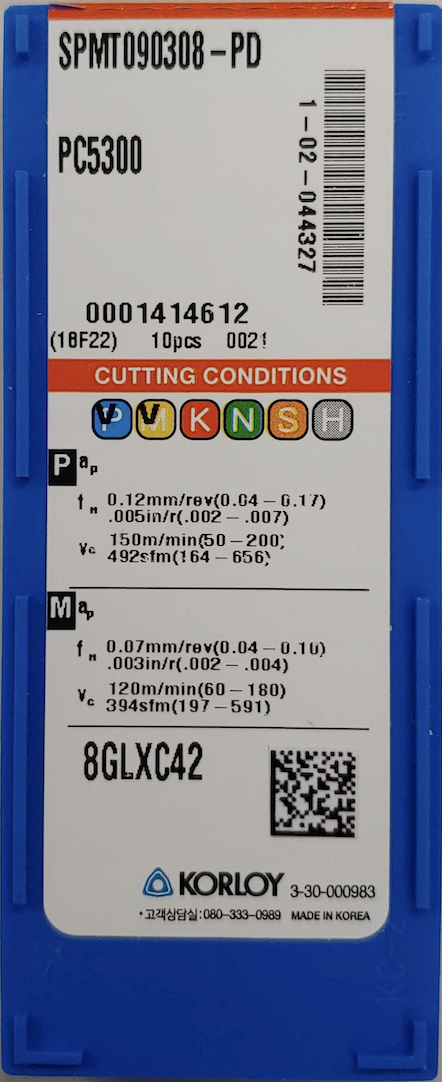 SPMT090308-PD
PC5300
1-02-044327
0001414612
(18F22) 10pcs 0021
CUTTING CONDITIONS
P M K N S H
P ap
fn 0.12mm/rev(0.04-0.17)
.005in/r(.002-.007)
Vc 150m/min(50-200)
492sfm(164-656)
M ap
fn 0.07mm/rev(0.04-0.10)
.003in/r(.002-.004)
Vc 120m/min(60-180)
394sfm(197-591)
8GLXC42
KORLOY 3-30-000983
•고객상담실:080-333-0989 MADE IN KOREA